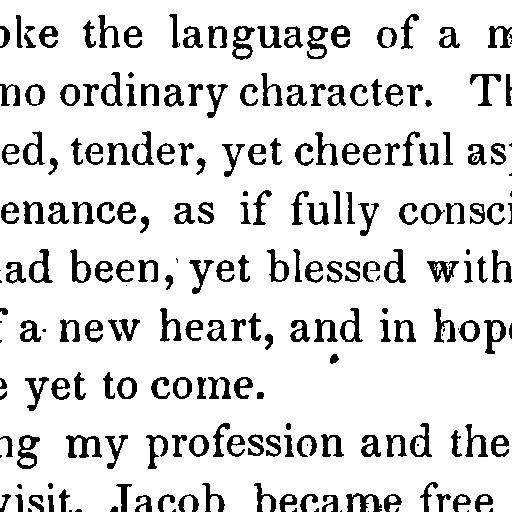 oke the language of a m
no ordinary character. Th
ed, tender, yet cheerful asp
enance, as if fully consci
ad been, yet blessed with
f a new heart, and in hope
e yet to come.
ng my profession and the
visit. Jacob became free